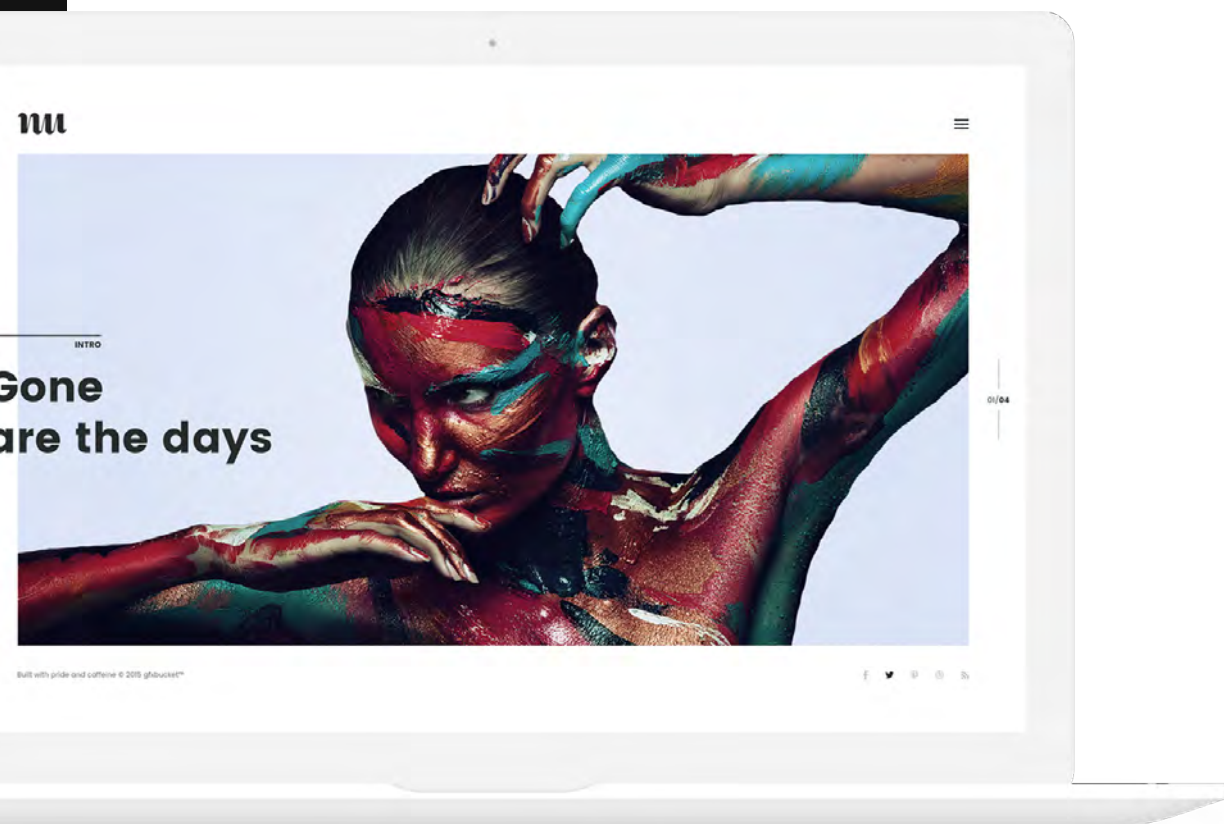 nu
INTRO
Gone
are the days
01/04
Built with pride and caffeine © 2015 gfxbucket™